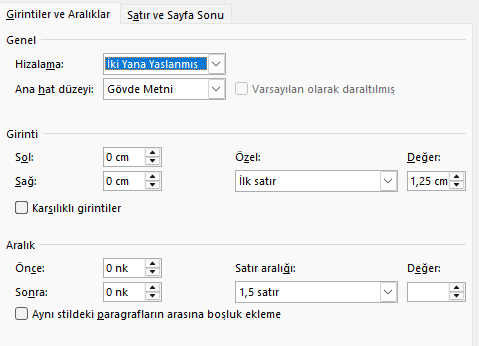 Girintiler ve Aralıklar Satır ve Sayfa Sonu
Genel
Hizalama: İki Yana Yaslanmış
Ana hat düzeyi: Gövde Metni Varsayılan olarak daraltılmış
Girinti
Sol: 0 cm Özel: Değer:
Sağ: 0 cm İlk satır 1,25 cm
Karşılıklı girintiler
Aralık
Önce: 0 nk Satır aralığı: Değer:
Sonra: 0 nk 1,5 satır
Aynı stildeki paragrafların arasına boşluk ekleme